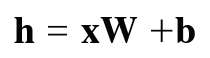 h = xW +b